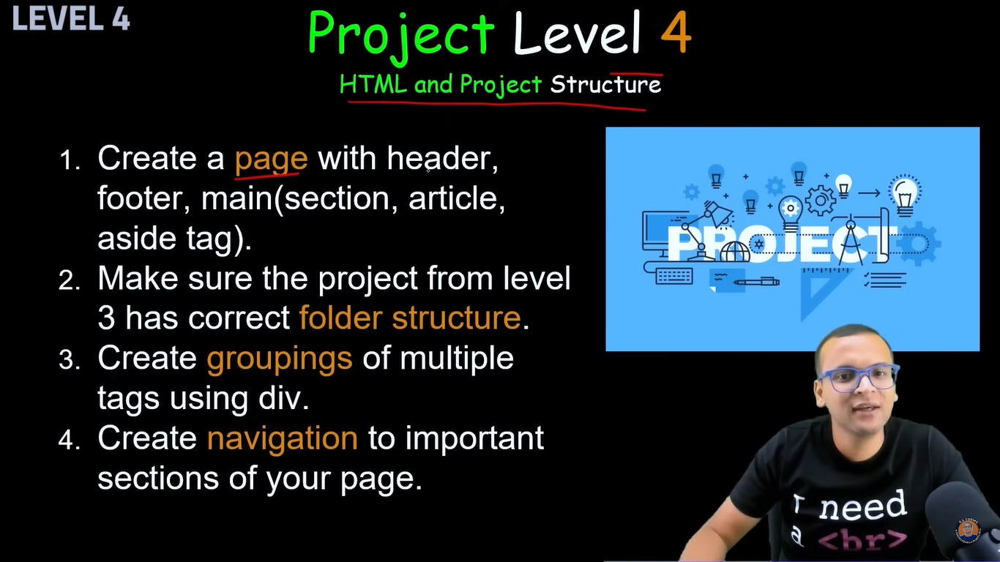 LEVEL 4
Project Level 4
HTML and Project Structure
1. Create a page with header,
footer, main(section, article,
aside tag).
2. Make sure the project from level
3 has correct folder structure.
3. Create groupings of multiple
tags using div.
4. Create navigation to important
sections of your page.
PROJECT
I need
a <br>